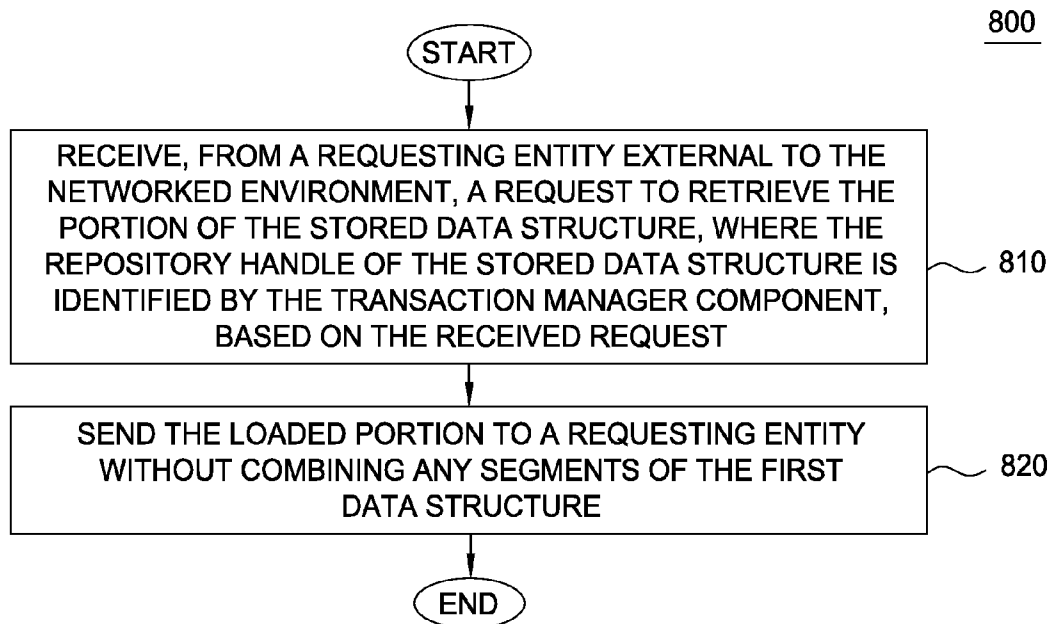 800
START
RECEIVE, FROM A REQUESTING ENTITY EXTERNAL TO THE
NETWORKED ENVIRONMENT, A REQUEST TO RETRIEVE THE
PORTION OF THE STORED DATA STRUCTURE, WHERE THE
REPOSITORY HANDLE OF THE STORED DATA STRUCTURE IS
IDENTIFIED BY THE TRANSACTION MANAGER COMPONENT,
BASED ON THE RECEIVED REQUEST
810
SEND THE LOADED PORTION TO A REQUESTING ENTITY
WITHOUT COMBINING ANY SEGMENTS OF THE FIRST
DATA STRUCTURE
820
END